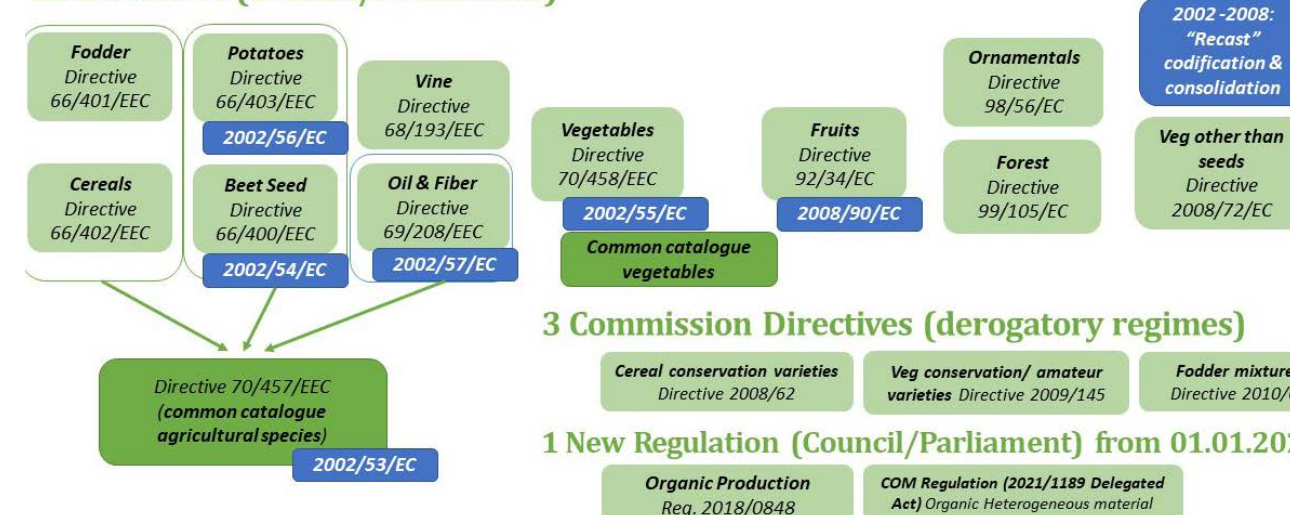 Fodder
Directive
66/401/EEC
Potatoes
Directive
66/403/EEC
2002/56/EC
Vine
Directive
68/193/EEC
Cereals
Directive
66/402/EEC
Beet Seed
Directive
66/400/EEC
2002/54/EC
Oil & Fiber
Directive
69/208/EEC
2002/57/EC
Vegetables
Directive
70/458/EEC
2002/55/EC
Common catalogue
vegetables
Fruits
Directive
92/34/EC
2008/90/EC
Ornamentals
Directive
98/56/EC
Forest
Directive
99/105/EC
2002 -2008:
“Recast”
codification &
consolidation
Veg other than
seeds
Directive
2008/72/EC
Directive 70/457/EEC
(common catalogue
agricultural species)
2002/53/EC
3 Commission Directives (derogatory regimes)
Cereal conservation varieties
Directive 2008/62
Veg conservation/ amateur
varieties Directive 2009/145
Fodder mixture
Directive 2010/
1 New Regulation (Council/Parliament) from 01.01.202
Organic Production
Reg. 2018/0848
COM Regulation (2021/1189 Delegated
Act) Organic Heterogeneous material